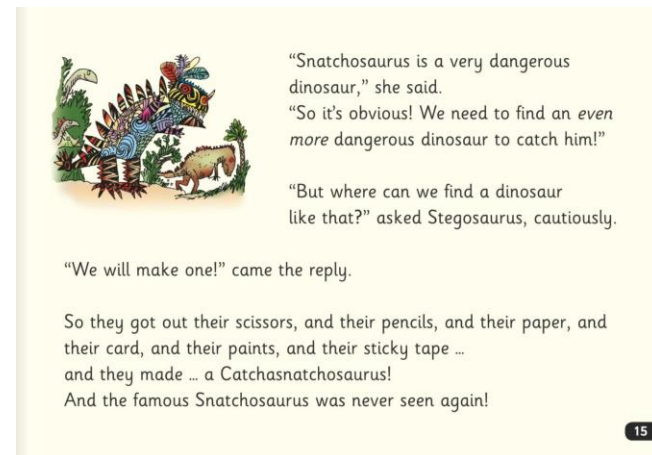 “Snatchosaurus is a very dangerous
dinosaur,” she said.
“So it’s obvious! We need to find an even
more dangerous dinosaur to catch him!”
“But where can we find a dinosaur
like that?” asked Stegosaurus, cautiously.
“We will make one!” came the reply.
So they got out their scissors, and their pencils, and their paper, and
their card, and their paints, and their sticky tape ...
and they made ... a Catchasnatchosaurus!
And the famous Snatchosaurus was never seen again!
15